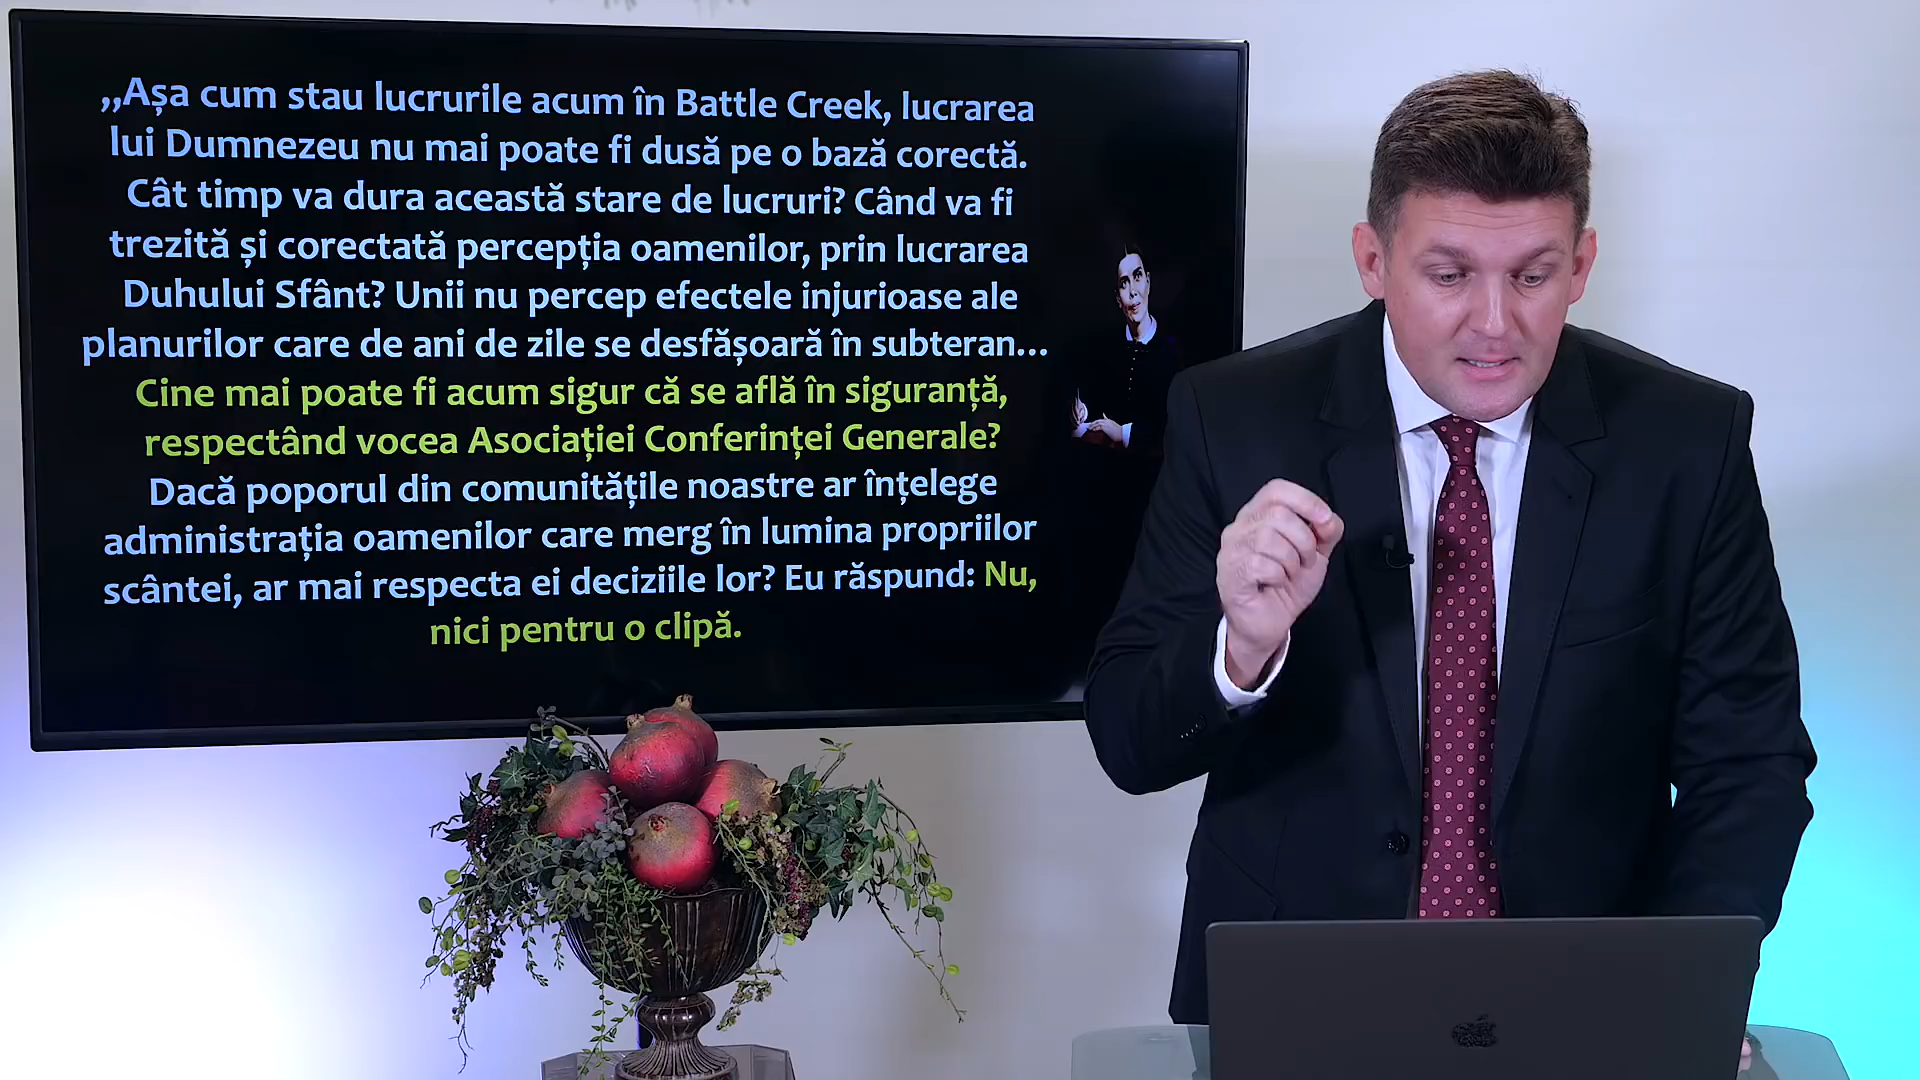 „Așa cum stau lucrurile acum în Battle Creek, lucrarea
lui Dumnezeu nu mai poate fi dusă pe o bază corectă.
Cât timp va dura această stare de lucruri? Când va fi
trezită și corectată percepția oamenilor, prin lucrarea
Duhului Sfânt? Unii nu percep efectele injurioase ale
planurilor care de ani de zile se desfășoară în subteran...
Cine mai poate fi acum sigur că se află în siguranță,
respectând vocea Asociației Conferinței Generale?
Dacă poporul din comunitățile noastre ar înțelege
administrația oamenilor care merg în lumina propriilor
scântei, ar mai respecta ei deciziile lor? Eu răspund: Nu,
nici pentru o clipă.